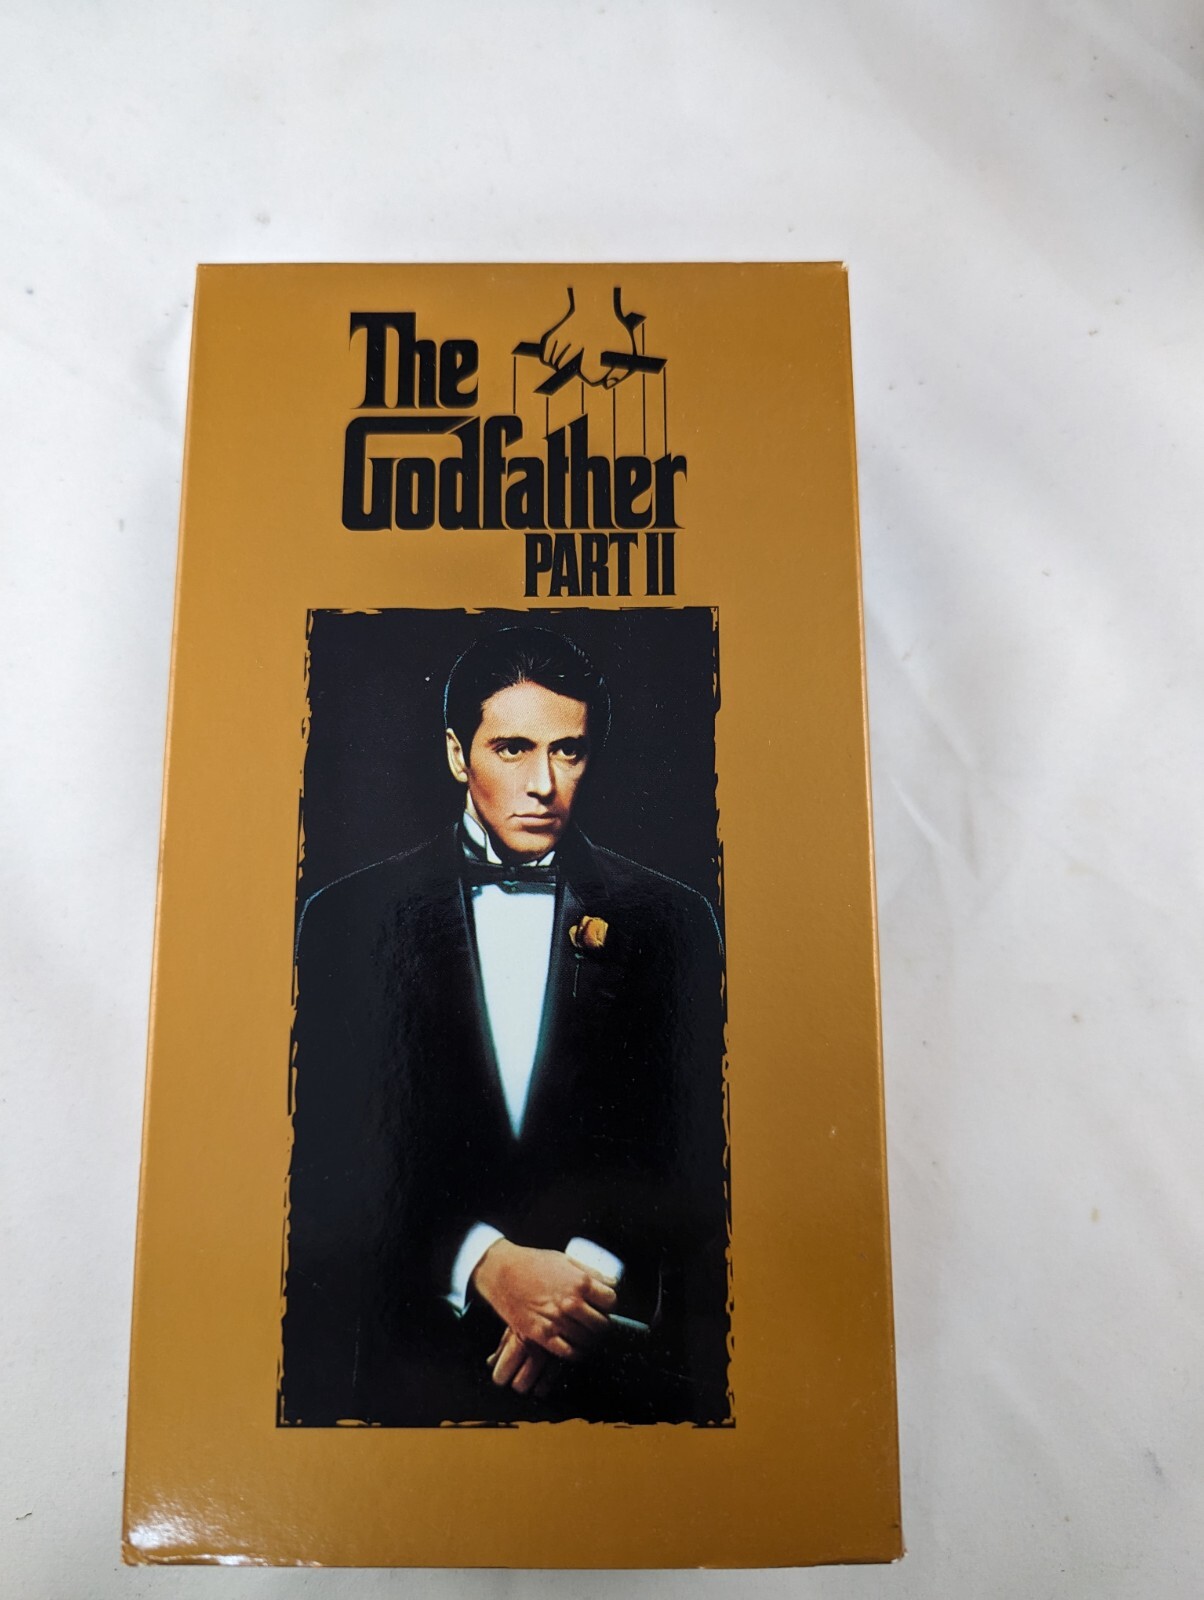 The
Godfather
PART II